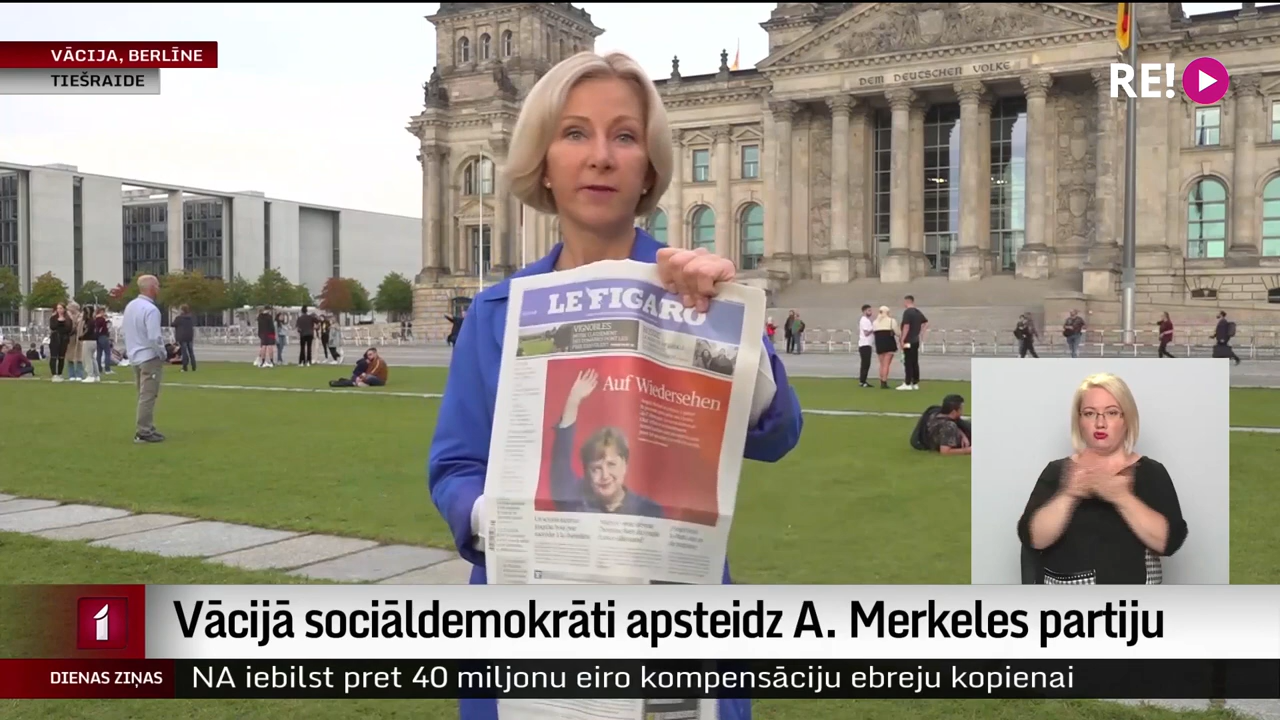 VĀCIJA, BERLĪNE
TIEŠRAIDE
RE!
DEM DEUTSCHEN VOLKE
LE FIGARO
VIGNOBLES
Auf Wiedersehen
1
Vācijā sociāldemokrāti apsteidz A. Merkeles partiju
DIENAS ZIŅAS
NA iebilst pret 40 miljonu eiro kompensāciju ebreju kopienai